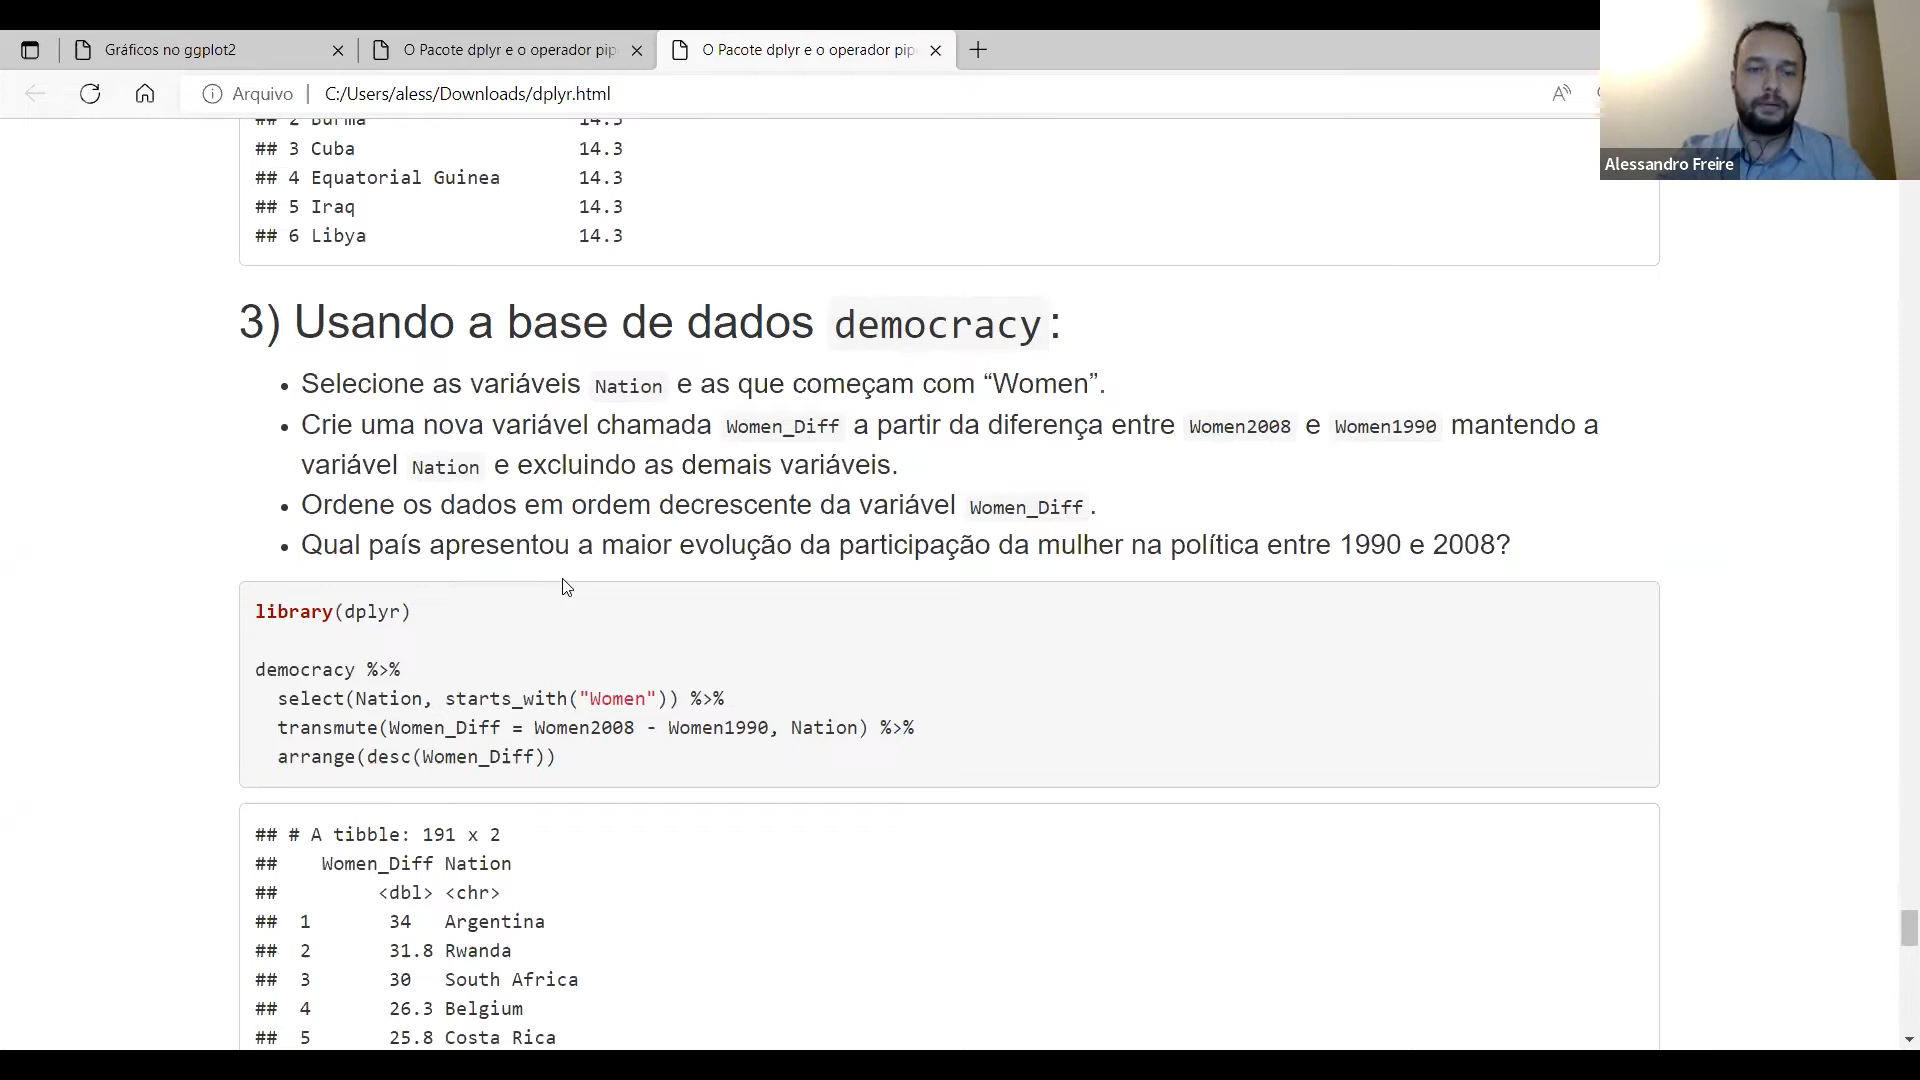 Gráficos no ggplot2
O Pacote dplyr e o operador pip
O Pacote dplyr e o operador pip
Arquivo
C:/Users/aless/Downloads/dplyr.html
Alessandro Freire
## 2 Burma 14.3
## 3 Cuba 14.3
## 4 Equatorial Guinea 14.3
## 5 Iraq 14.3
## 6 Libya 14.3
3) Usando a base de dados democracy:
• Selecione as variáveis Nation e as que começam com “Women”.
• Crie uma nova variável chamada Women_Diff a partir da diferença entre Women2008 e Women1990 mantendo a
variável Nation e excluindo as demais variáveis.
• Ordene os dados em ordem decrescente da variável Women_Diff.
• Qual país apresentou a maior evolução da participação da mulher na política entre 1990 e 2008?
library(dplyr)
democracy %>%
select(Nation, starts_with("Women")) %>%
transmute(Women_Diff = Women2008 - Women1990, Nation) %>%
arrange(desc(Women_Diff))
## # A tibble: 191 x 2
## Women_Diff Nation
## <dbl> <chr>
## 1 34 Argentina
## 2 31.8 Rwanda
## 3 30 South Africa
## 4 26.3 Belgium
## 5 25.8 Costa Rica